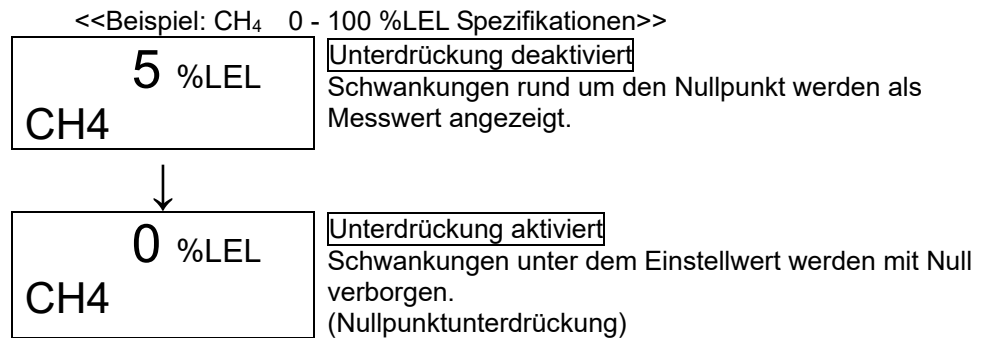 <<Beispiel: CH₄ 0 - 100 %LEL Spezifikationen>>
5 %LEL
CH4
Unterdrückung deaktiviert
Schwankungen rund um den Nullpunkt werden als
Messwert angezeigt.
↓
0 %LEL
CH4
Unterdrückung aktiviert
Schwankungen unter dem Einstellwert werden mit Null
verborgen.
(Nullpunktunterdrückung)